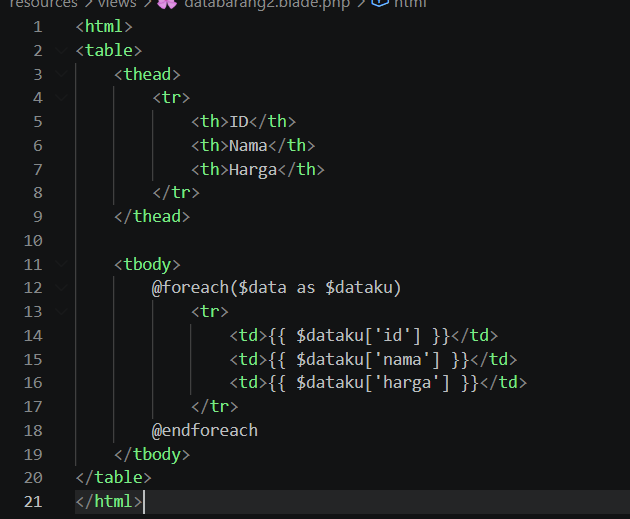 resources > views > databarang2.blade.php > html
1 <html>
2 <table>
3 <thead>
4 <tr>
5 <th>ID</th>
6 <th>Nama</th>
7 <th>Harga</th>
8 </tr>
9 </thead>
10
11 <tbody>
12 @foreach($data as $dataku)
13 <tr>
14 <td>{{ $dataku['id'] }}</td>
15 <td>{{ $dataku['nama'] }}</td>
16 <td>{{ $dataku['harga'] }}</td>
17 </tr>
18 @endforeach
19 </tbody>
20 </table>
21 </html>